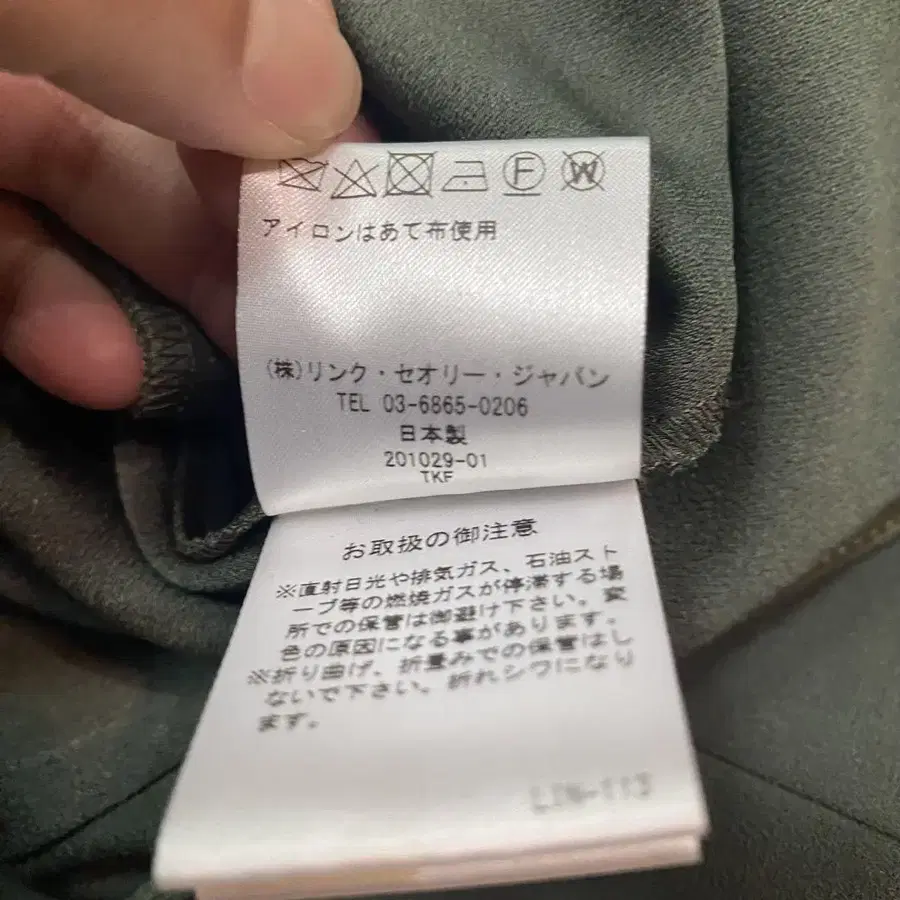 F W
アイロンはあて布使用
(株)リンク・セオリー・ジャパン
TEL 03-6865-0206
日本製
201029-01
TKF
お取扱の御注意
※直射日光や排気ガス、石油スト
ーブ等の燃焼ガスが停滞する場
所での保管は御避け下さい。変
色の原因になる事があります。
※折り曲げ、折畳みでの保管はし
ないで下さい。折れシワになり
ます。
LIN-113